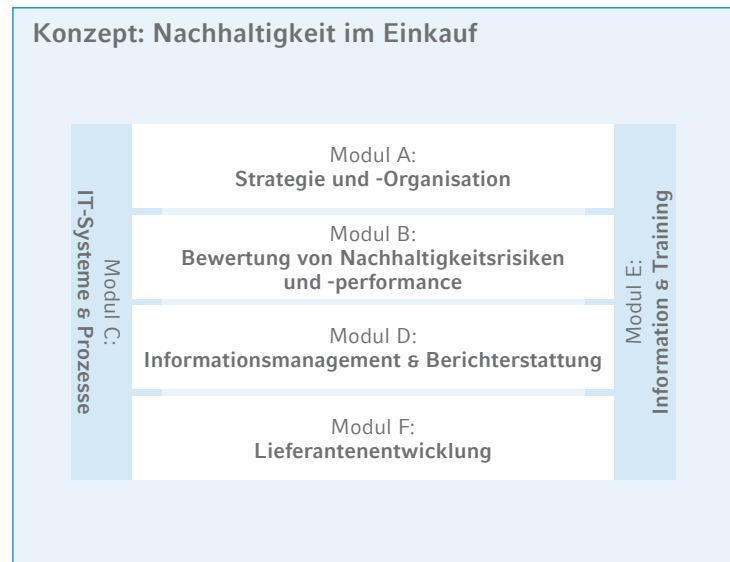 Konzept: Nachhaltigkeit im Einkauf
Modul A:
Strategie und -Organisation
Modul B:
Bewertung von Nachhaltigkeitsrisiken
und -performance
Modul C:
IT-Systeme & Prozesse
Modul D:
Informationsmanagement & Berichterstattung
Modul E:
Information & Training
Modul F:
Lieferantenentwicklung